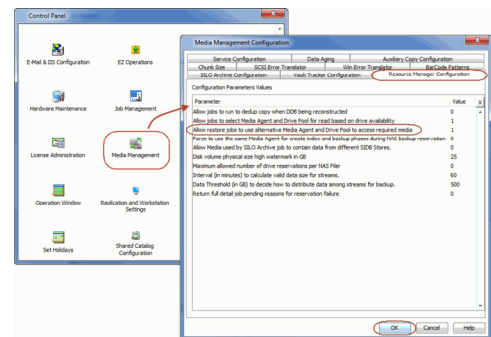 Control Panel
E-Mail & IIS Configuration
EZ Operations
Hardware Maintenance
Job Management
License Administration
Media Management
Operation Window
Replication and Workstation
Settings
Set Holidays
Shared Catalog
Configuration
Media Management Configuration
Service Configuration
Data Aging
Auxiliary Copy Configuration
Chunk Size
SCSI Error Translator
Win Error Translator
BarCode Patterns
SILO Archive Configuration
Vault Tracker Configuration
Resource Manager Configuration
Configuration Parameters Values
Parameter Value
Allow jobs to run to dedup copy when DDB being reconstructed 0
Allow jobs to select Media Agent and Drive Pool for read based on drive availability 1
Allow restore jobs to use alternative Media Agent and Drive Pool to access required media 1
Force to use the same Media Agent for create index and backup phases during NAS backup reservation 0
Allow Media used by SILO Archive job to contain data from different SIDB Stores. 0
Disk volume physical size high watermark in GB 25
Maximum allowed number of drive reservations per NAS Filer 0
Interval (in minutes) to calculate valid data size for streams. 60
Data Threshold (in GB) to decide how to distribute data among streams for backup. 500
Return full detail job pending reasons for reservation failure 0
OK
Cancel
Help